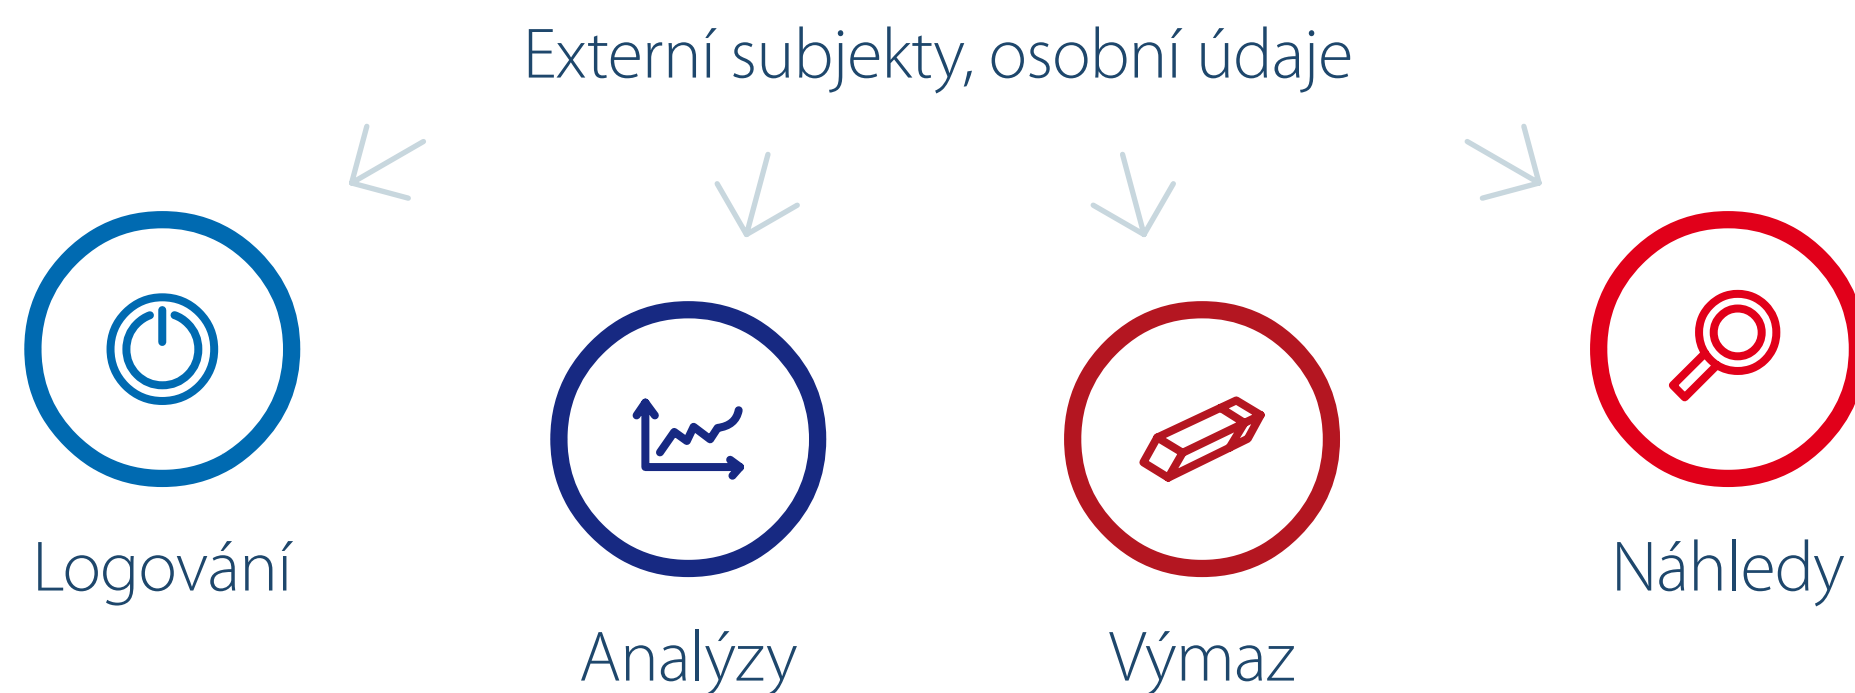 Externí subjekty, osobní údaje
Logování
Analýzy
Výmaz
Náhledy